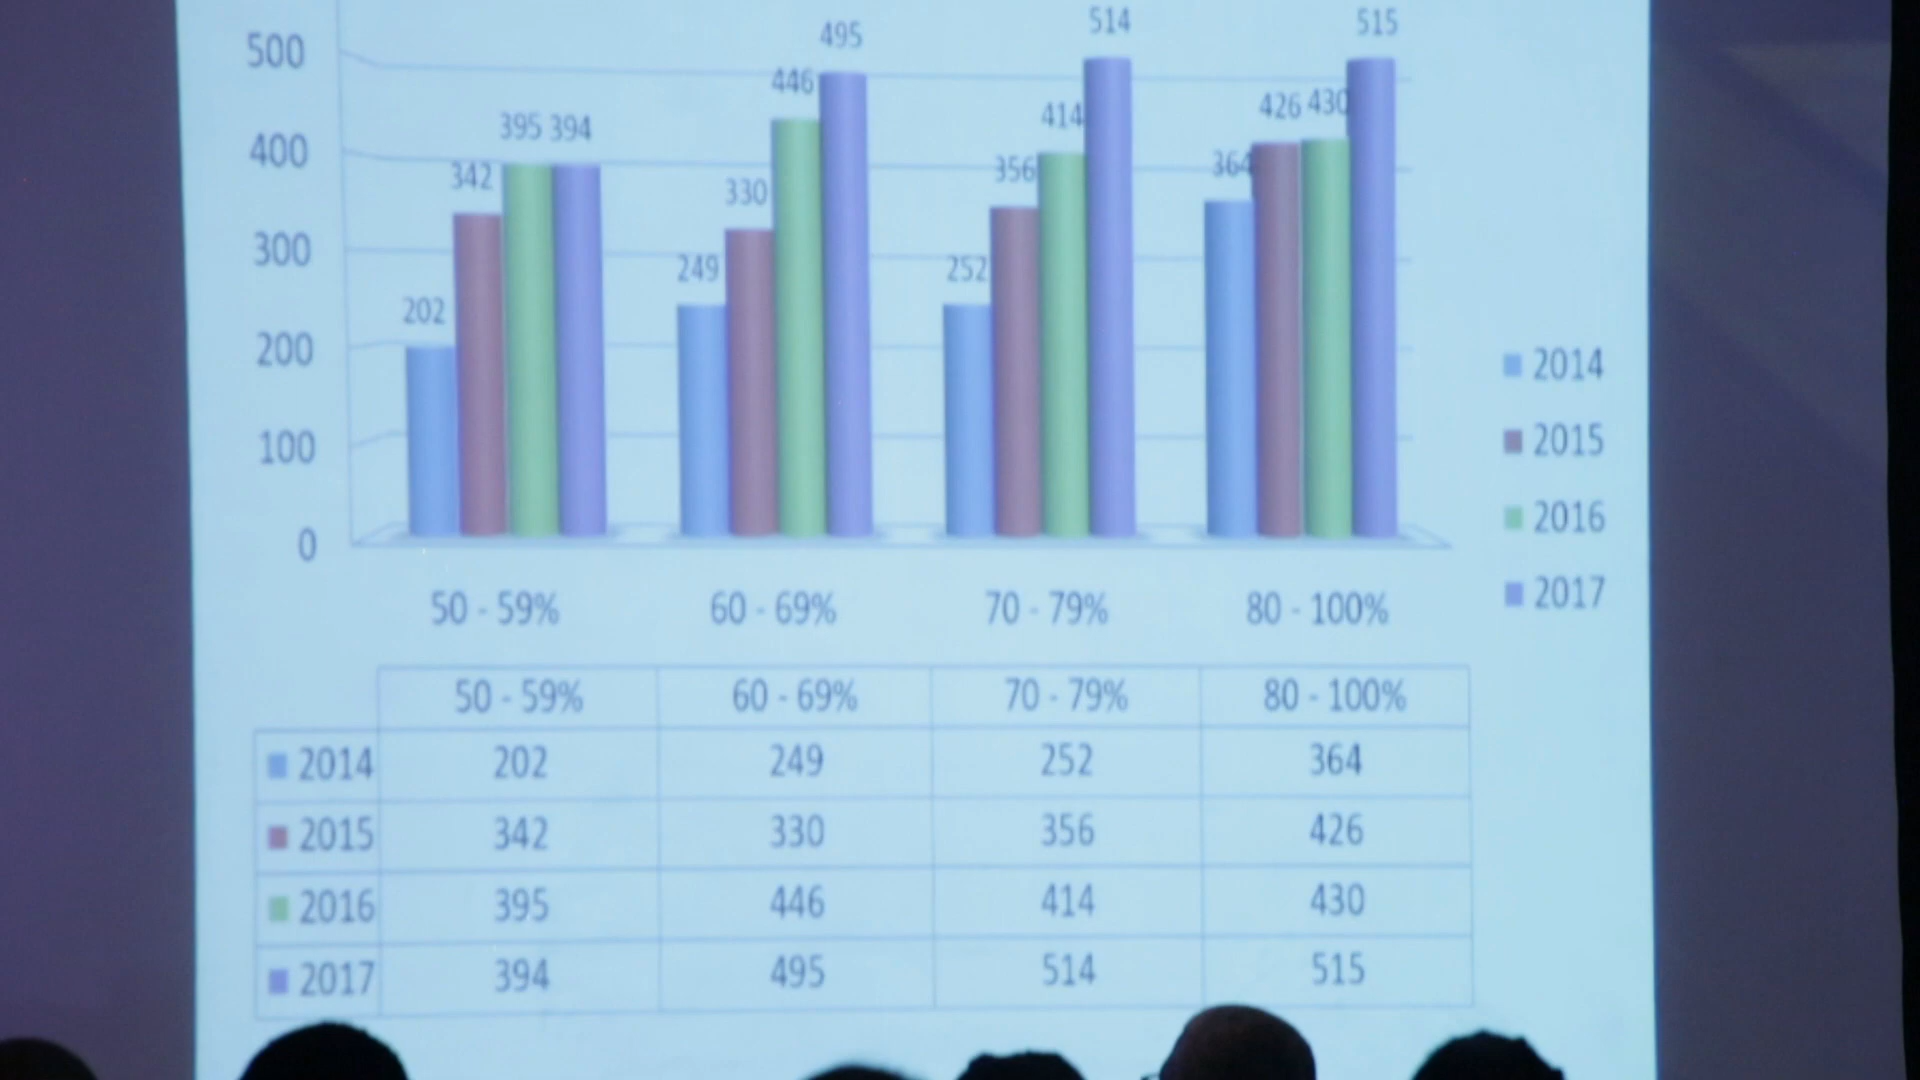 500
400
300
200
100
0
202 342 395 394
249 330 446 495
252 356 414 514
364 426 430 515
50 - 59% 60 - 69% 70 - 79% 80 - 100%
2014
2015
2016
2017
50 - 59% 60 - 69% 70 - 79% 80 - 100%
2014 202 249 252 364
2015 342 330 356 426
2016 395 446 414 430
2017 394 495 514 515